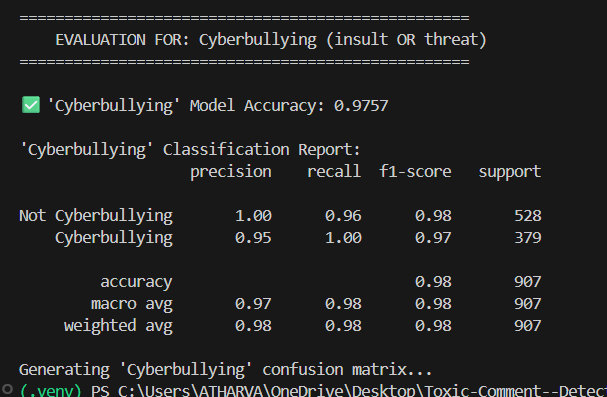 ==================================================
EVALUATION FOR: Cyberbullying (insult OR threat)
==================================================
✅ 'Cyberbullying' Model Accuracy: 0.9757
'Cyberbullying' Classification Report:
precision recall f1-score support
Not Cyberbullying 1.00 0.96 0.98 528
Cyberbullying 0.95 1.00 0.97 379
accuracy 0.98 907
macro avg 0.97 0.98 0.98 907
weighted avg 0.98 0.98 0.98 907
Generating 'Cyberbullying' confusion matrix...
(.venv) PS C:\Users\ATHARVA\OneDrive\Desktop\Toxic-Comment--Detect